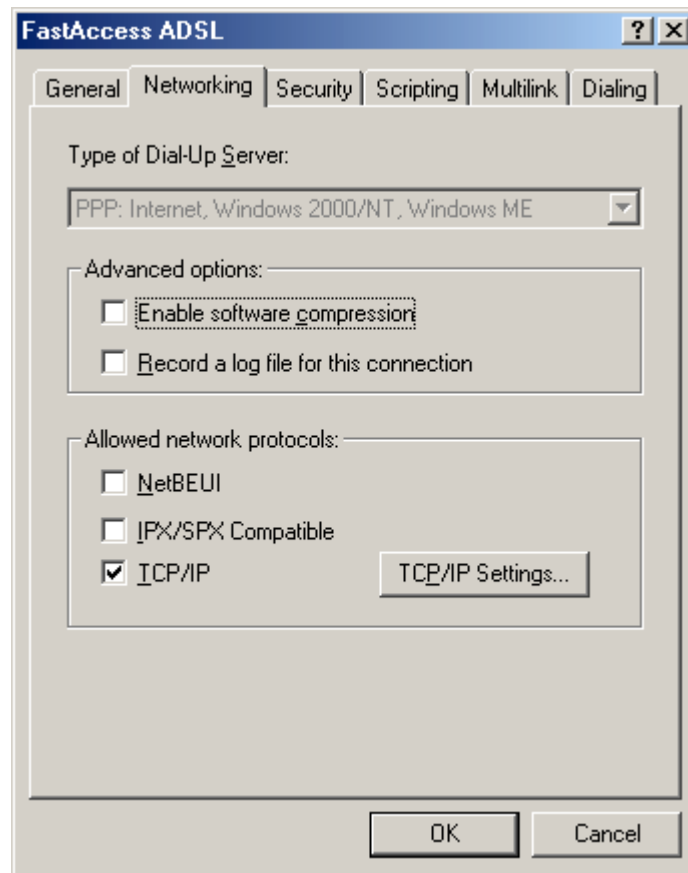 FastAccess ADSL
General Networking Security Scripting Multilink Dialing
Type of Dial-Up Server:
PPP: Internet, Windows 2000/NT, Windows ME
Advanced options:
Enable software compression
Record a log file for this connection
Allowed network protocols:
NetBEUI
IPX/SPX Compatible
TCP/IP TCP/IP Settings...
OK Cancel